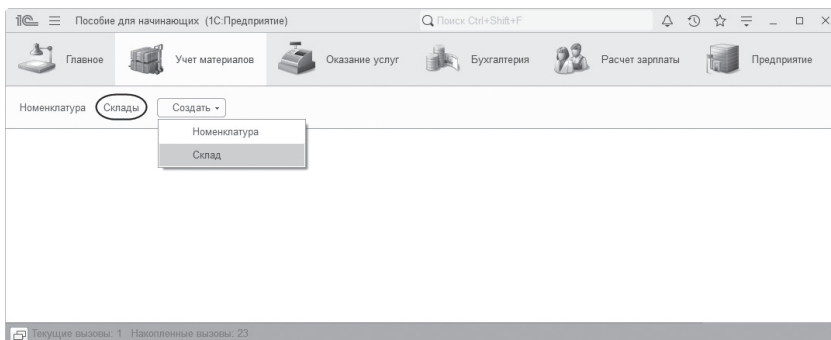 1С Пособие для начинающих (1С:Предприятие) Поиск Ctrl+Shift+F
Главное Учет материалов Оказание услуг Бухгалтерия Расчет зарплаты Предприятие
Номенклатура Склады Создать
Номенклатура
Склад
Текущие вызовы: 1 Накопленные вызовы: 23